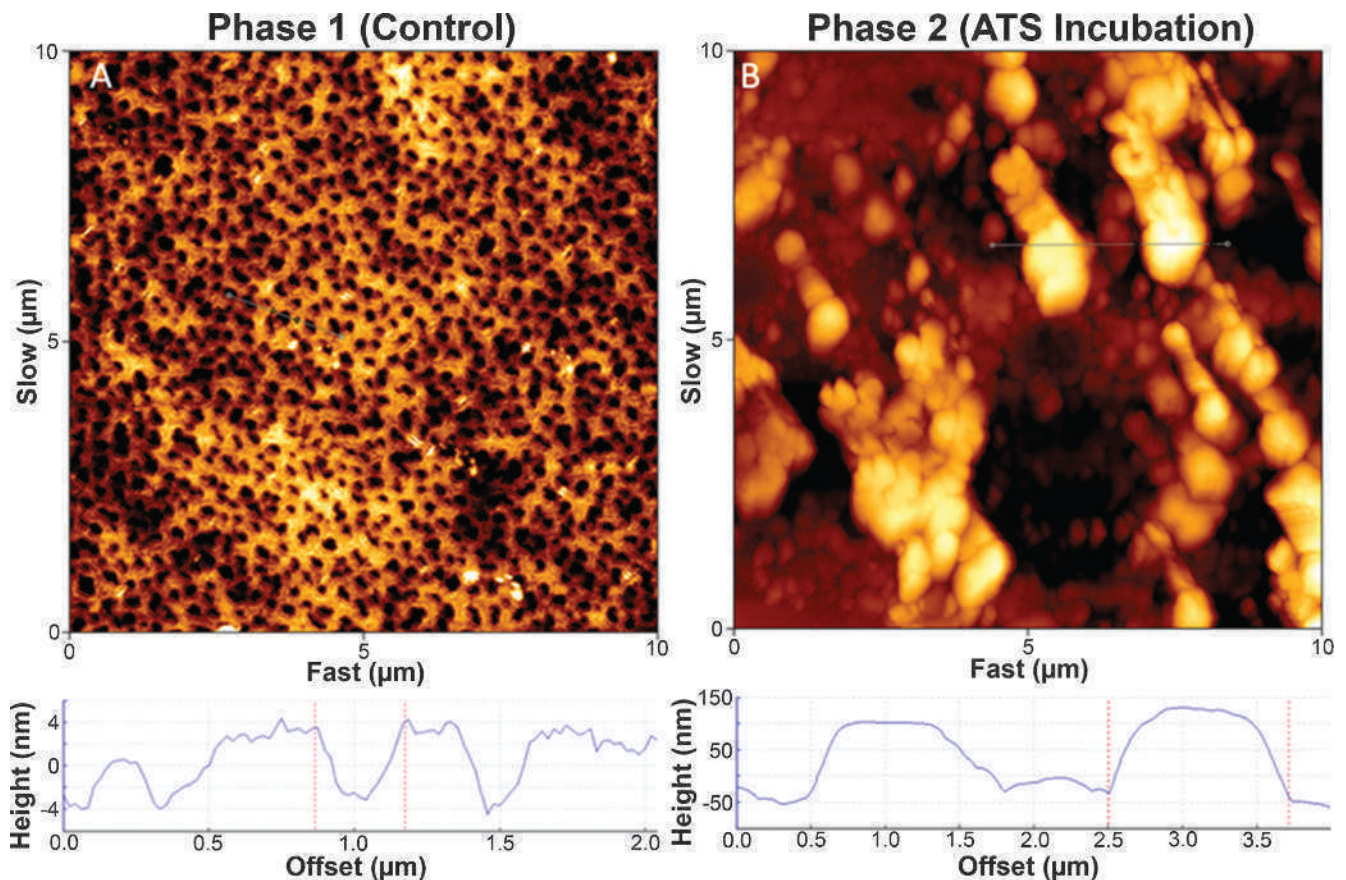 Phase 1 (Control)
Phase 2 (ATS Incubation)
A
B
10
5
0
Slow (µm)
0
5
10
Fast (µm)
10
5
0
Slow (µm)
0
5
10
Fast (µm)
4
0
-4
Height (nm)
0.0
0.5
1.0
1.5
2.0
Offset (µm)
150
50
-50
Height (nm)
0.0
0.5
1.0
1.5
2.0
2.5
3.0
3.5
Offset (µm)